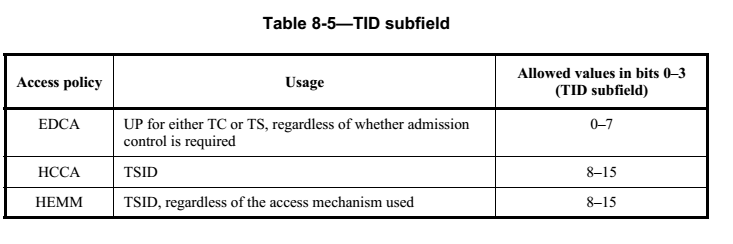 Table 8-5—TID subfield
Access policy
Usage
Allowed values in bits 0–3
(TID subfield)
EDCA
UP for either TC or TS, regardless of whether admission
control is required
0–7
HCCA
TSID
8–15
HEMM
TSID, regardless of the access mechanism used
8–15